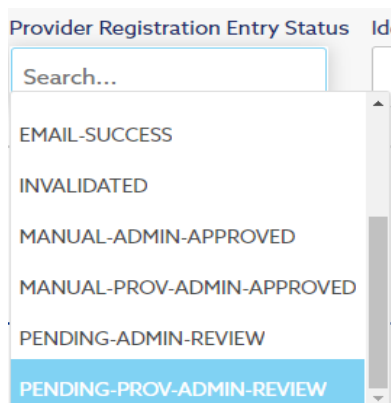 Provider Registration Entry Status Id
Search...
EMAIL-SUCCESS
INVALIDATED
MANUAL-ADMIN-APPROVED
MANUAL-PROV-ADMIN-APPROVED
PENDING-ADMIN-REVIEW
PENDING-PROV-ADMIN-REVIEW